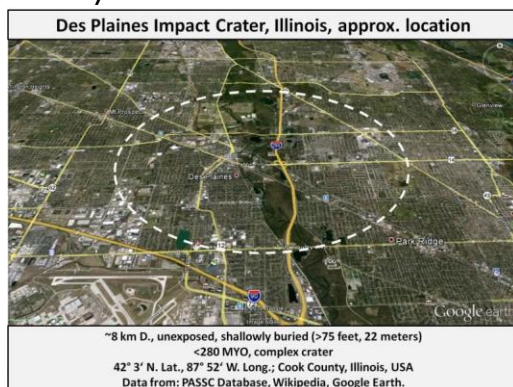 Des Plaines Impact Crater, Illinois, approx. location
Glenview
Des Plaines
Park Ridge
Google earth
~8 km D., unexposed, shallowly buried (>75 feet, 22 meters)
<280 MYO, complex crater
42° 3‘ N. Lat., 87° 52‘ W. Long.; Cook County, Illinois, USA
Data from: PASSC Database, Wikipedia, Google Earth.